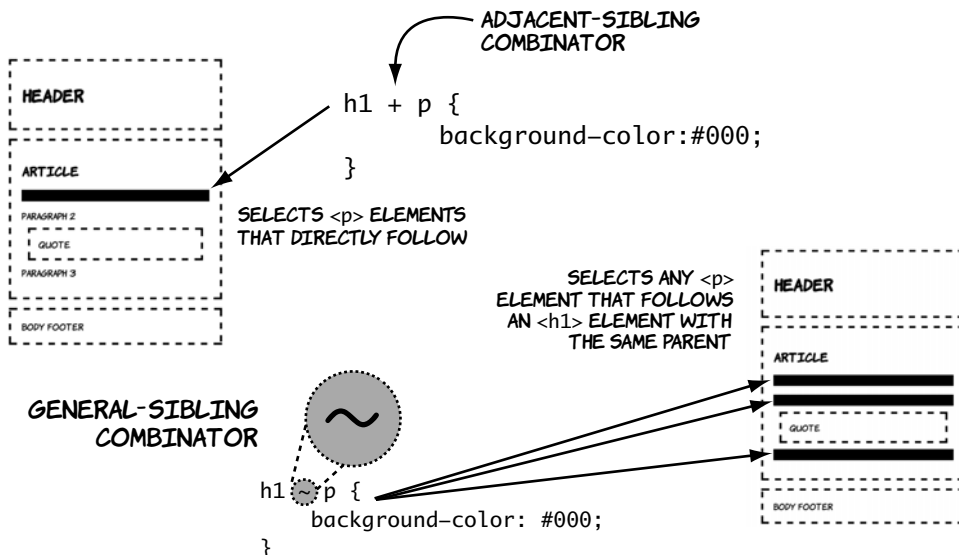 ADJACENT-SIBLING
COMBINATOR
HEADER
ARTICLE
PARAGRAPH 2
QUOTE
PARAGRAPH 3
BODY FOOTER
h1 + p {
background-color:#000;
}
SELECTS <p> ELEMENTS
THAT DIRECTLY FOLLOW
SELECTS ANY <p>
ELEMENT THAT FOLLOWS
AN <h1> ELEMENT WITH
THE SAME PARENT
HEADER
ARTICLE
QUOTE
BODY FOOTER
GENERAL-SIBLING
COMBINATOR
~
h1 ~ p {
background-color: #000;
}